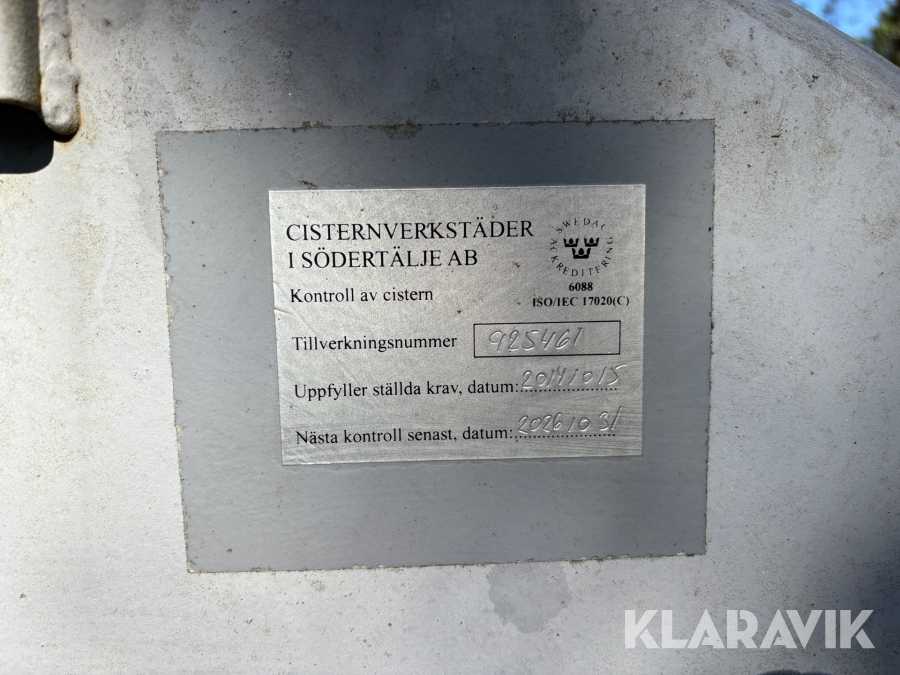 CISTERNVERKSTÄDER
I SÖDERTÄLJE AB
SWEDAC
ACKREDITERING
6088
ISO/IEC 17020(C)
Kontroll av cistern
Tillverkningsnummer 925461
Uppfyller ställda krav, datum: 20141015
Nästa kontroll senast, datum: 20261031
KLARAVIK